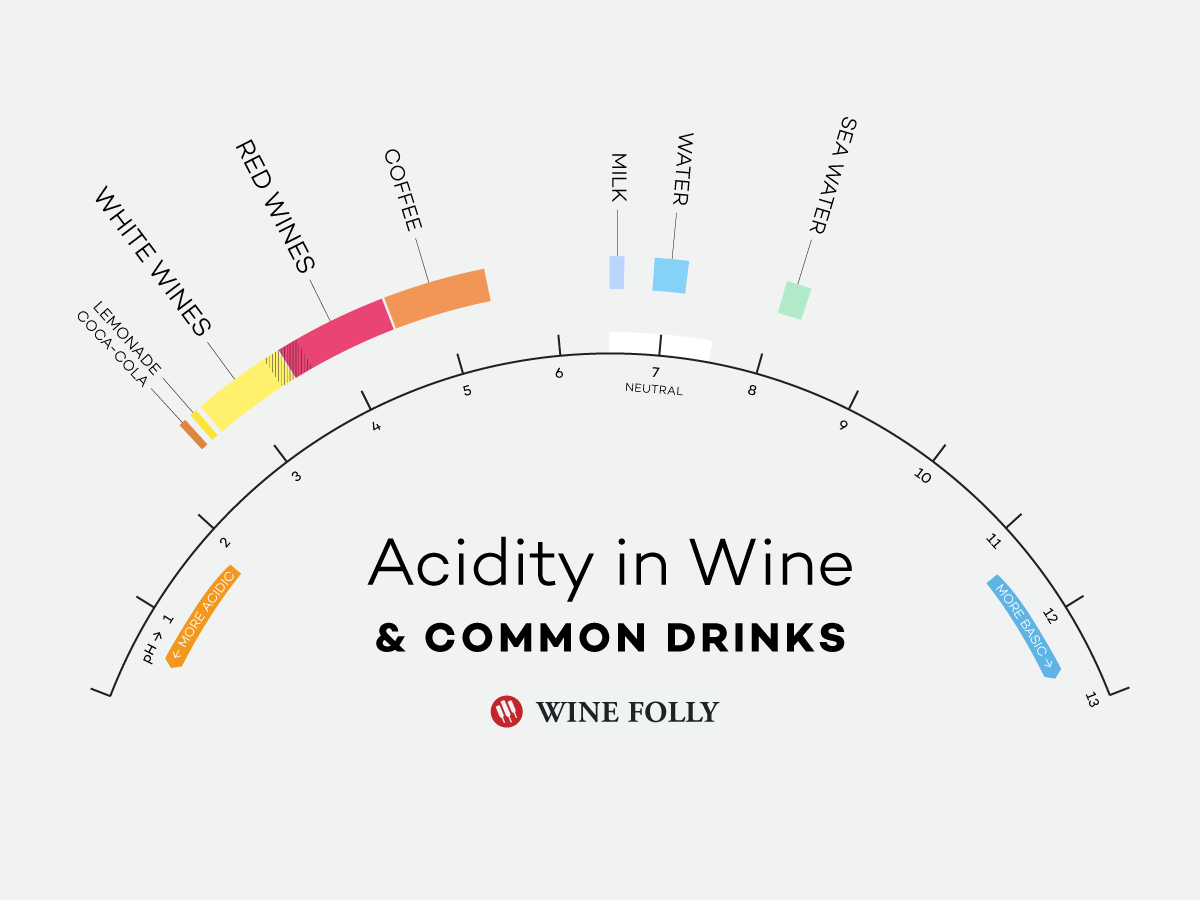 COCA-COLA
LEMONADE
WHITE WINES
RED WINES
COFFEE
MILK
WATER
SEA WATER
pH → 1
2
3
4
5
6
7
8
9
10
11
12
13
NEUTRAL
← MORE ACIDIC
MORE BASIC →
Acidity in Wine
& COMMON DRINKS
WINE FOLLY